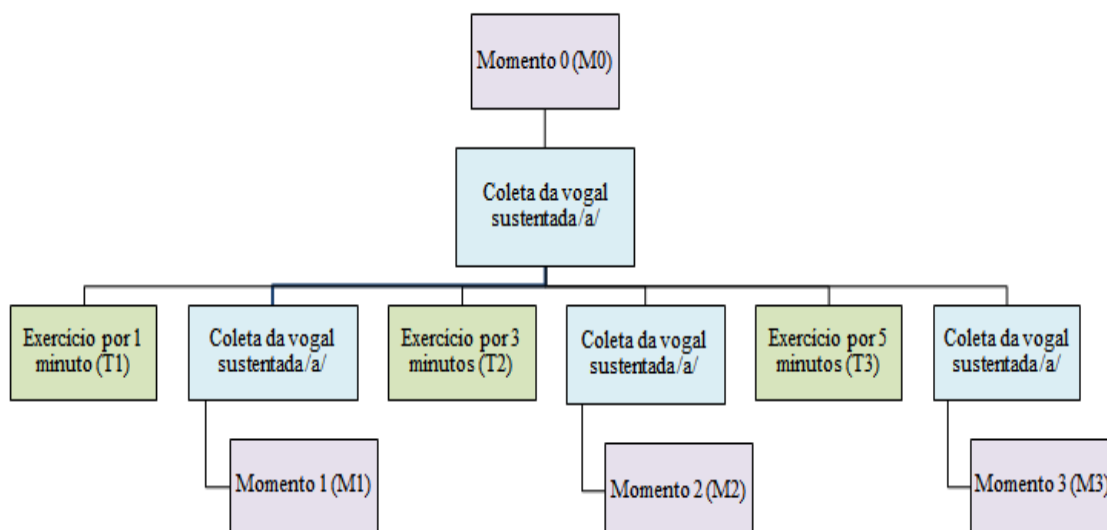 Momento 0 (M0)
Coleta da vogal
sustentada /a/
Exercício por 1
minuto (T1)
Coleta da vogal
sustentada /a/
Exercício por 3
minutos (T2)
Coleta da vogal
sustentada /a/
Exercício por 5
minutos (T3)
Coleta da vogal
sustentada /a/
Momento 1 (M1)
Momento 2 (M2)
Momento 3 (M3)